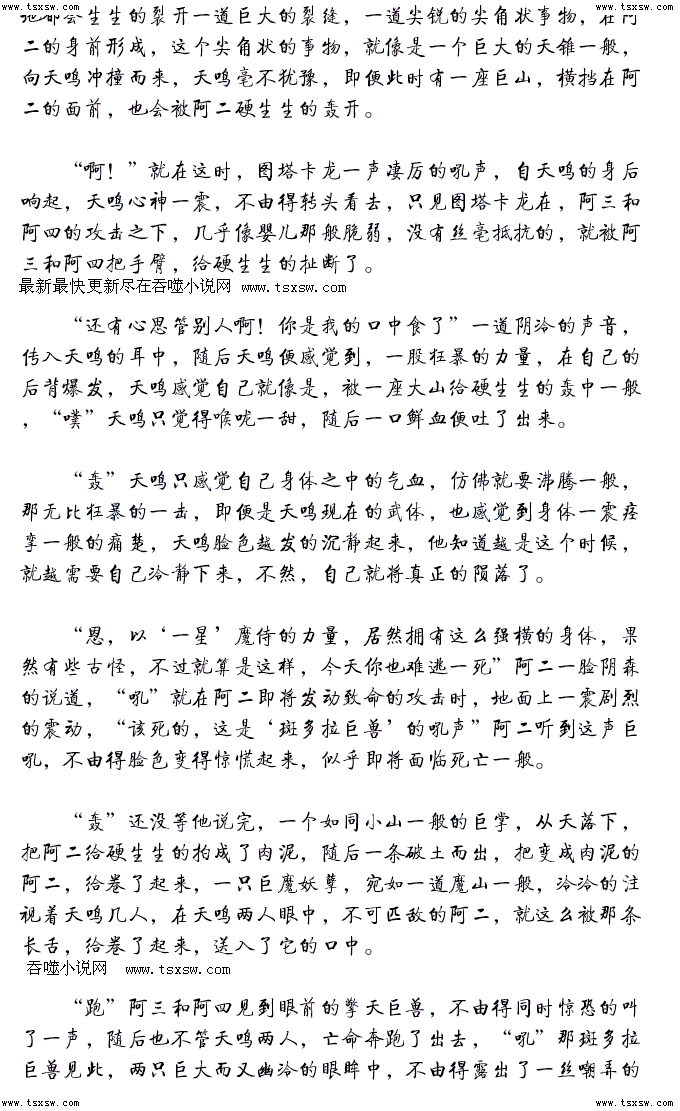 www.tsxsw.com www.tsxsw.com
地都会生生的裂开一道巨大的裂缝，一道尖锐的尖角状事物，在阿
二的身前形成，这个尖角状的事物，就像是一个巨大的天锥一般，
向天鸣冲撞而来，天鸣毫不犹豫，即便此时有一座巨山，横挡在阿
二的面前，也会被阿二硬生生的轰开。
“啊！”就在这时，图塔卡龙一声凄厉的吼声，自天鸣的身后
响起，天鸣心神一震，不由得转头看去，只见图塔卡龙在，阿三和
阿四的攻击之下，几乎像婴儿那般脆弱，没有丝毫抵抗的，就被阿
三和阿四把手臂，给硬生生的扯断了。
最新最快更新尽在吞噬小说网 www.tsxsw.com
“还有心思管别人啊！你是我的口中食了”一道阴冷的声音，
传入天鸣的耳中，随后天鸣便感觉到，一股狂暴的力量，在自己的
后背爆发，天鸣感觉自己就像是，被一座大山给硬生生的轰中一般
，“噗”天鸣只觉得喉咙一甜，随后一口鲜血便吐了出来。
“轰”天鸣只感觉自己身体之中的气血，仿佛就要沸腾一般，
那无比狂暴的一击，即便是天鸣现在的武体，也感觉到身体一震痉
挛一般的痛楚，天鸣脸色越发的沉静起来，他知道越是这个时候，
就越需要自己冷静下来，不然，自己就将真正的陨落了。
“恩，以‘一星’魔侍的力量，居然拥有这么强横的身体，果
然有些古怪，不过就算是这样，今天你也难逃一死”阿二一脸阴森
的说道，“吼”就在阿二即将发动致命的攻击时，地面上一震剧烈
的震动，“该死的，这是‘斑多拉巨兽’的吼声”阿二听到这声巨
吼，不由得脸色变得惊慌起来，似乎即将面临死亡一般。
“轰”还没等他说完，一个如同小山一般的巨掌，从天落下，
把阿二给硬生生的拍成了肉泥，随后一条破土而出，把变成肉泥的
阿二，给卷了起来，一只巨魔妖孽，宛如一道魔山一般，冷冷的注
视着天鸣几人，在天鸣两人眼中，不可匹敌的阿二，就这么被那条
长舌，给卷了起来，送入了它的口中。
吞噬小说网 www.tsxsw.com
“跑”阿三和阿四见到眼前的擎天巨兽，不由得同时惊恐的叫
了一声，随后也不管天鸣两人，亡命奔跑了出去，“吼”那斑多拉
巨兽见此，两只巨大而又幽冷的眼眸中，不由得露出了一丝嘲弄的
www.tsxsw.com www.tsxsw.com